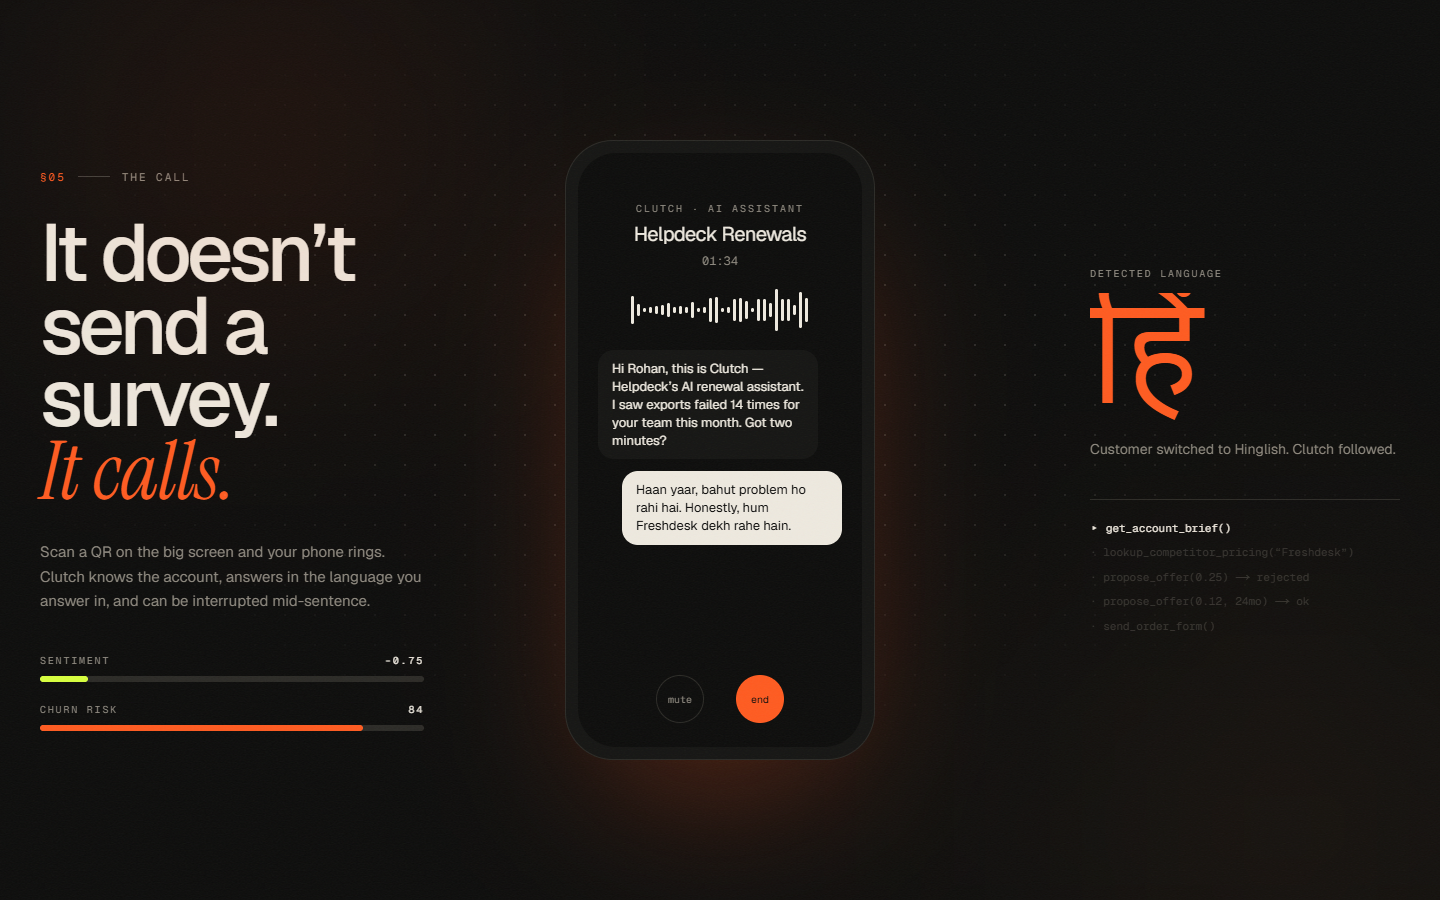 §05 THE CALL
It doesn’t
send a
survey.
It calls.
Scan a QR on the big screen and your phone rings.
Clutch knows the account, answers in the language you
answer in, and can be interrupted mid-sentence.
SENTIMENT -0.75
CHURN RISK 84
CLUTCH · AI ASSISTANT
Helpdeck Renewals
01:34
Hi Rohan, this is Clutch —
Helpdeck’s AI renewal assistant.
I saw exports failed 14 times for
your team this month. Got two
minutes?
Haan yaar, bahut problem ho
rahi hai. Honestly, hum
Freshdesk dekh rahe hain.
mute end
DETECTED LANGUAGE
हिं
Customer switched to Hinglish. Clutch followed.
▸ get_account_brief()
· lookup_competitor_pricing("Freshdesk")
· propose_offer(0.25) ⟶ rejected
· propose_offer(0.12, 24mo) ⟶ ok
· send_order_form()